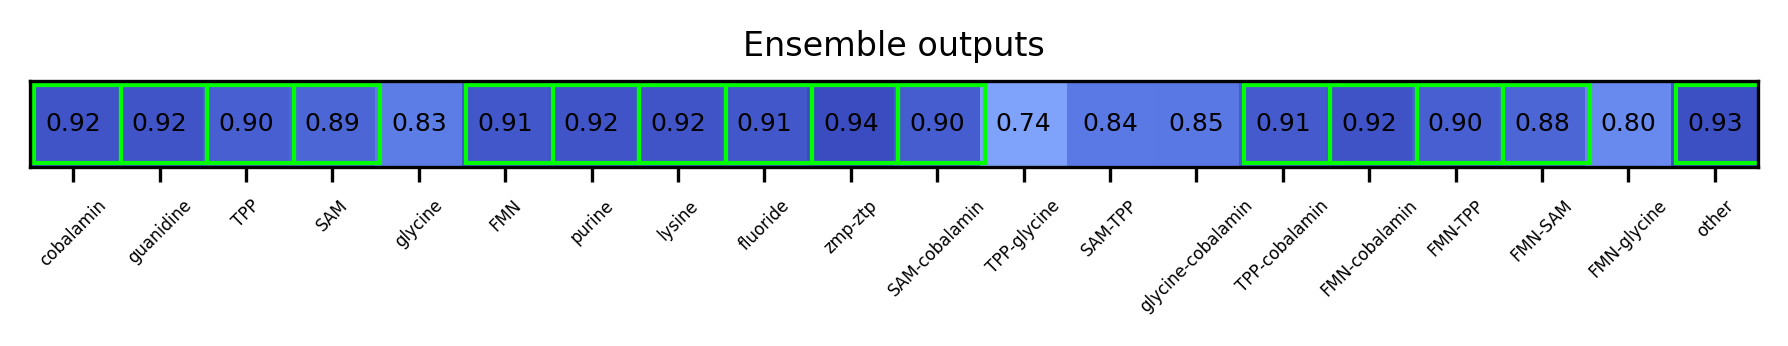 Ensemble outputs
0.92 0.92 0.90 0.89 0.83 0.91 0.92 0.92 0.91 0.94 0.90 0.74 0.84 0.85 0.91 0.92 0.90 0.88 0.80 0.93
cobalamin guanidine TPP SAM glycine FMN purine lysine fluoride zmp-ztp SAM-cobalamin TPP-glycine SAM-TPP glycine-cobalamin TPP-cobalamin FMN-cobalamin FMN-TPP FMN-SAM FMN-glycine other